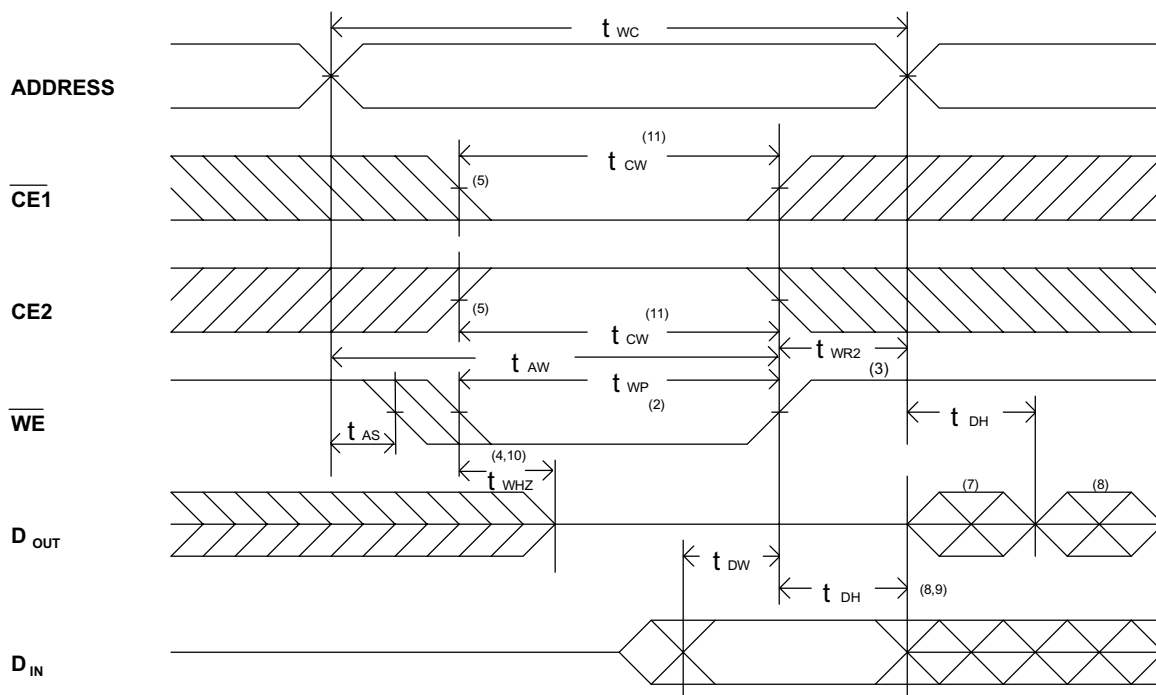 t WC
ADDRESS
(11)
t CW
CE1
(5)
CE2
(5)
(11)
t CW
t AW
t WR2
(3)
t WP
(2)
WE
t AS
t DH
(4,10)
t WHZ
(7)
(8)
D OUT
t DW
t DH
(8,9)
D IN